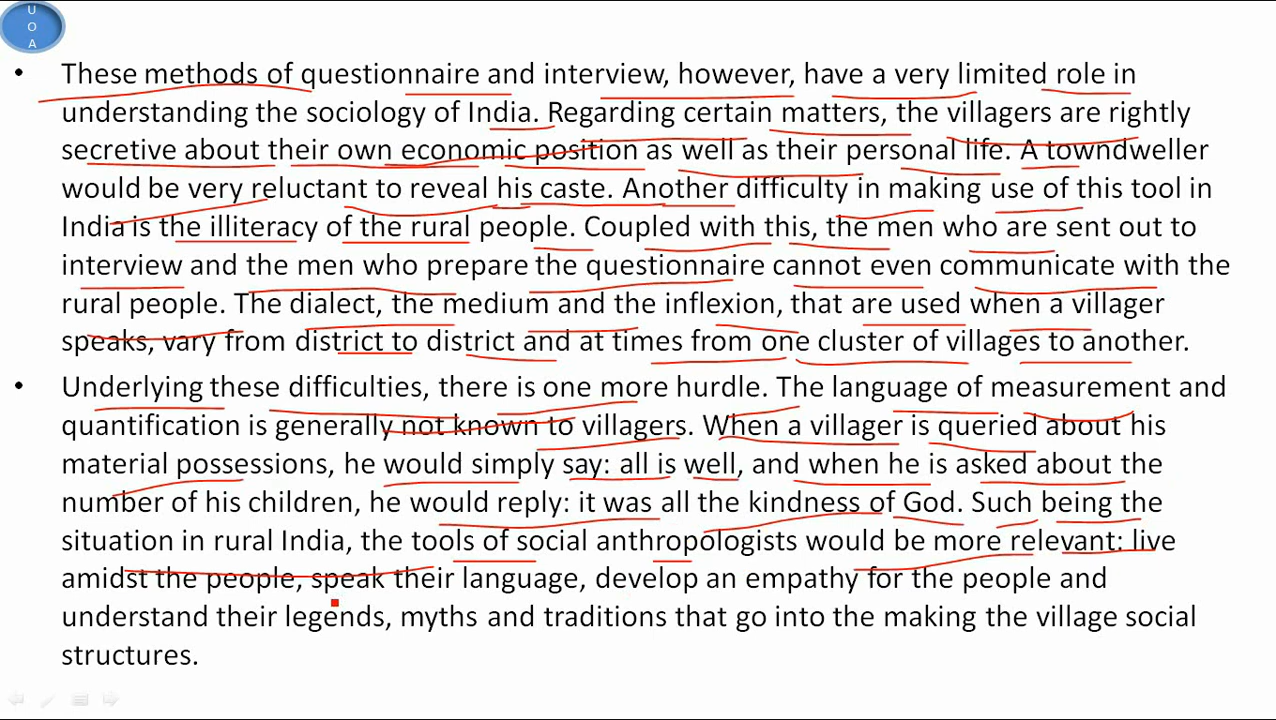 U
O
A
• These methods of questionnaire and interview, however, have a very limited role in
understanding the sociology of India. Regarding certain matters, the villagers are rightly
secretive about their own economic position as well as their personal life. A towndweller
would be very reluctant to reveal his caste. Another difficulty in making use of this tool in
India is the illiteracy of the rural people. Coupled with this, the men who are sent out to
interview and the men who prepare the questionnaire cannot even communicate with the
rural people. The dialect, the medium and the inflexion, that are used when a villager
speaks, vary from district to district and at times from one cluster of villages to another.
• Underlying these difficulties, there is one more hurdle. The language of measurement and
quantification is generally not known to villagers. When a villager is queried about his
material possessions, he would simply say: all is well, and when he is asked about the
number of his children, he would reply: it was all the kindness of God. Such being the
situation in rural India, the tools of social anthropologists would be more relevant: live
amidst the people, speak their language, develop an empathy for the people and
understand their legends, myths and traditions that go into the making the village social
structures.